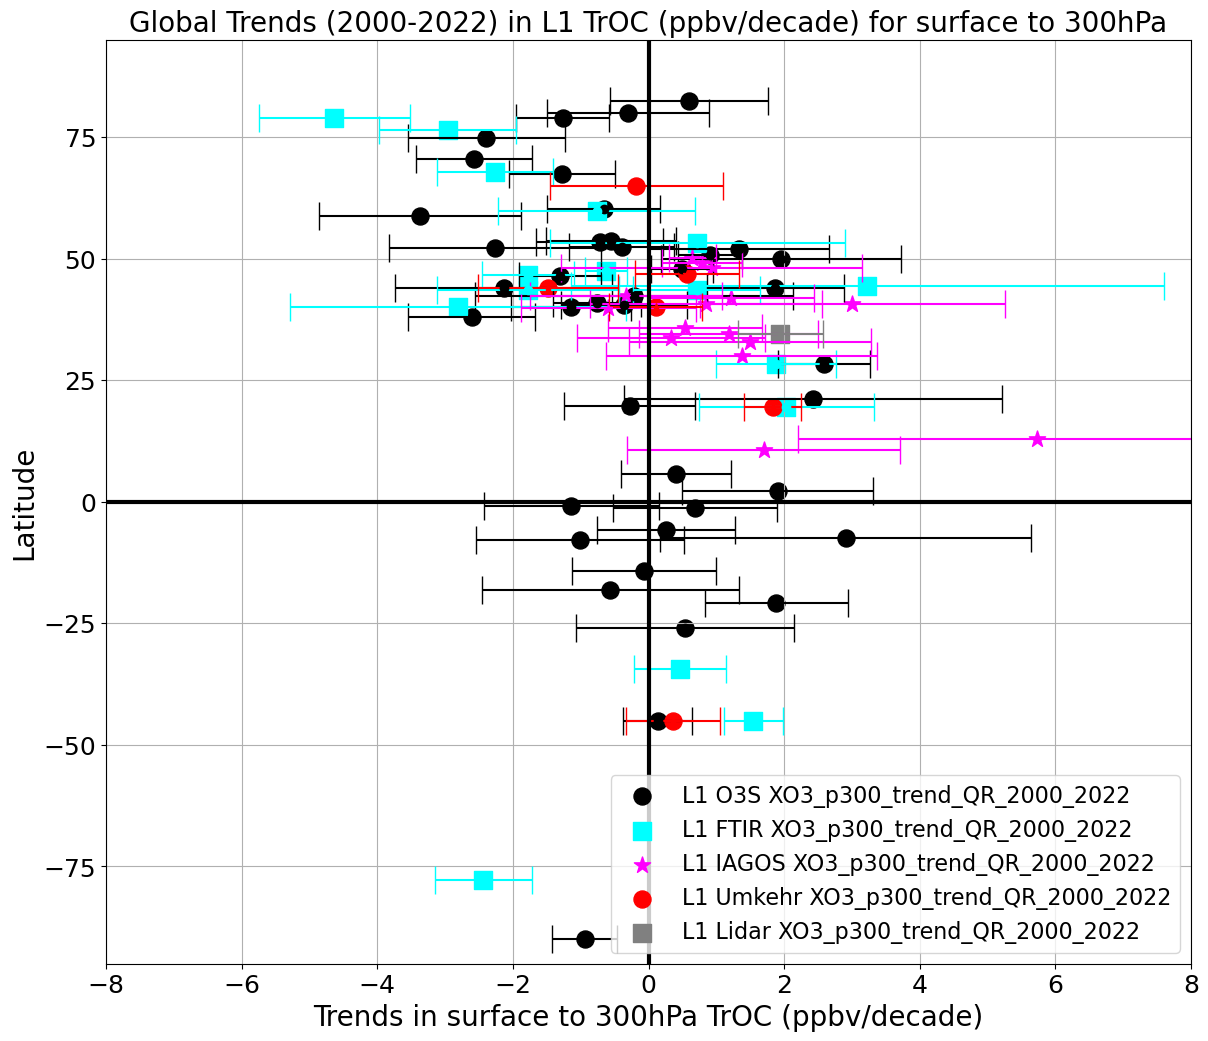 Global Trends (2000-2022) in L1 TrOC (ppbv/decade) for surface to 300hPa
75
50
25
0
−25
−50
−75
Latitude
L1 O3S XO3_p300_trend_QR_2000_2022
L1 FTIR XO3_p300_trend_QR_2000_2022
L1 IAGOS XO3_p300_trend_QR_2000_2022
L1 Umkehr XO3_p300_trend_QR_2000_2022
L1 Lidar XO3_p300_trend_QR_2000_2022
−8 −6 −4 −2 0 2 4 6 8
Trends in surface to 300hPa TrOC (ppbv/decade)